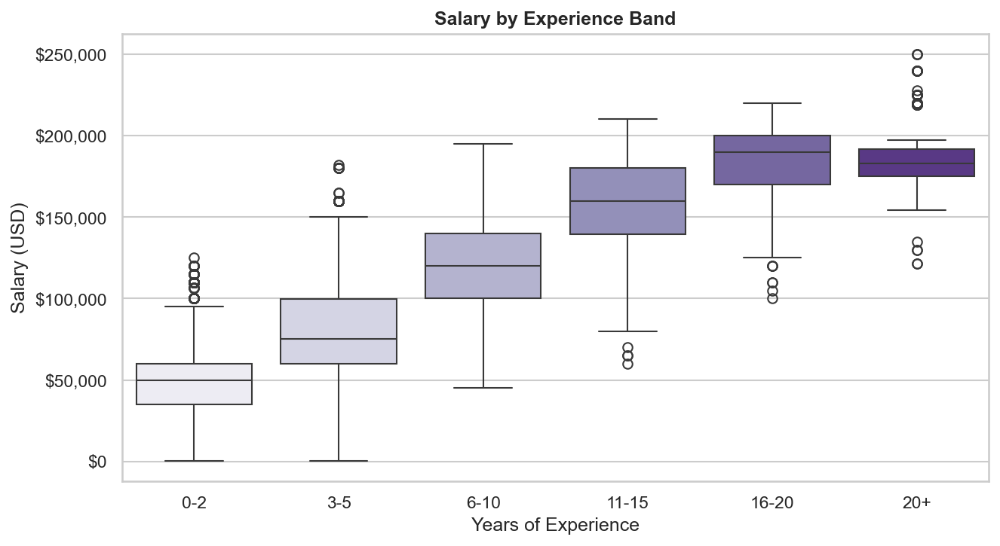 Salary by Experience Band
Salary (USD)
$250,000
$200,000
$150,000
$100,000
$50,000
$0
0-2 3-5 6-10 11-15 16-20 20+
Years of Experience